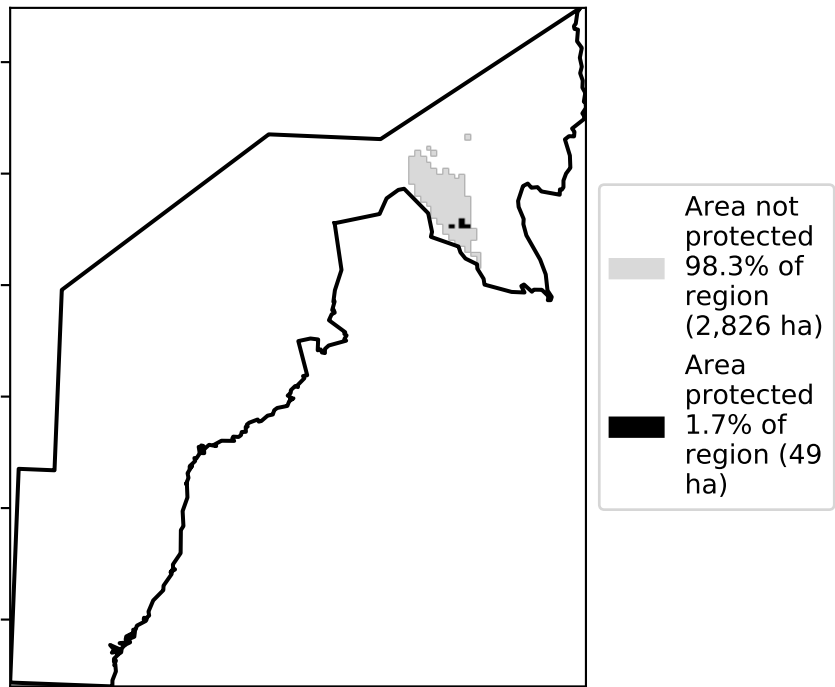 Area not
protected
98.3% of
region
(2,826 ha)
Area
protected
1.7% of
region (49
ha)